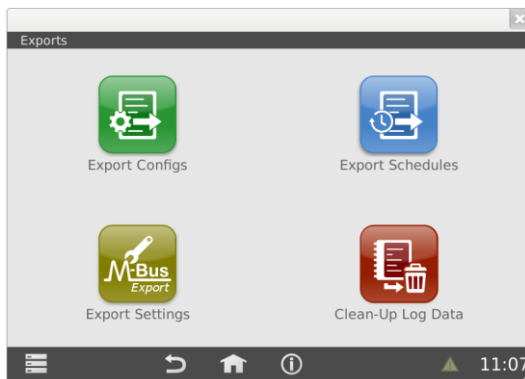 Exports
Export Configs
Export Schedules
M-Bus
Export
Export Settings
Clean-Up Log Data
11:07